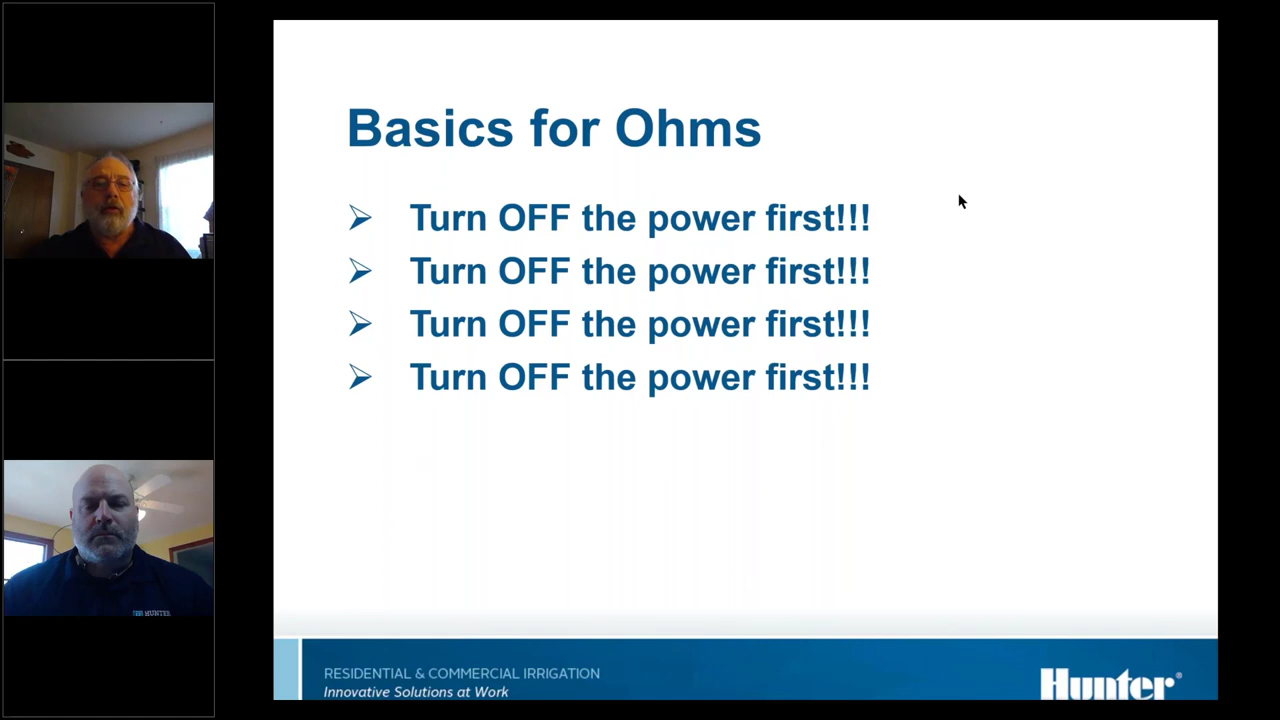 Basics for Ohms
➢ Turn OFF the power first!!!
➢ Turn OFF the power first!!!
➢ Turn OFF the power first!!!
➢ Turn OFF the power first!!!
RESIDENTIAL & COMMERCIAL IRRIGATION
Innovative Solutions at Work
Hunter®
HUNTER